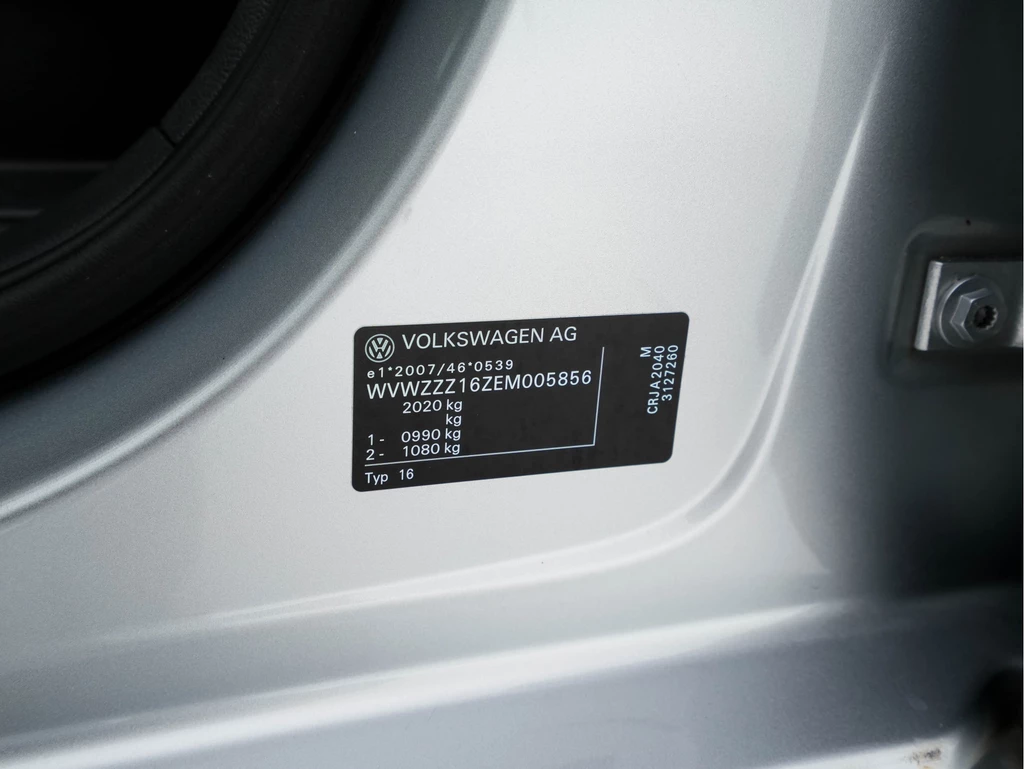 VOLKSWAGEN AG
e1*2007/46*0539
WVWZZZ16ZEM005856
2020 kg
kg
1- 0990 kg
2- 1080 kg
Typ 16
M
CRJA2040
3127260